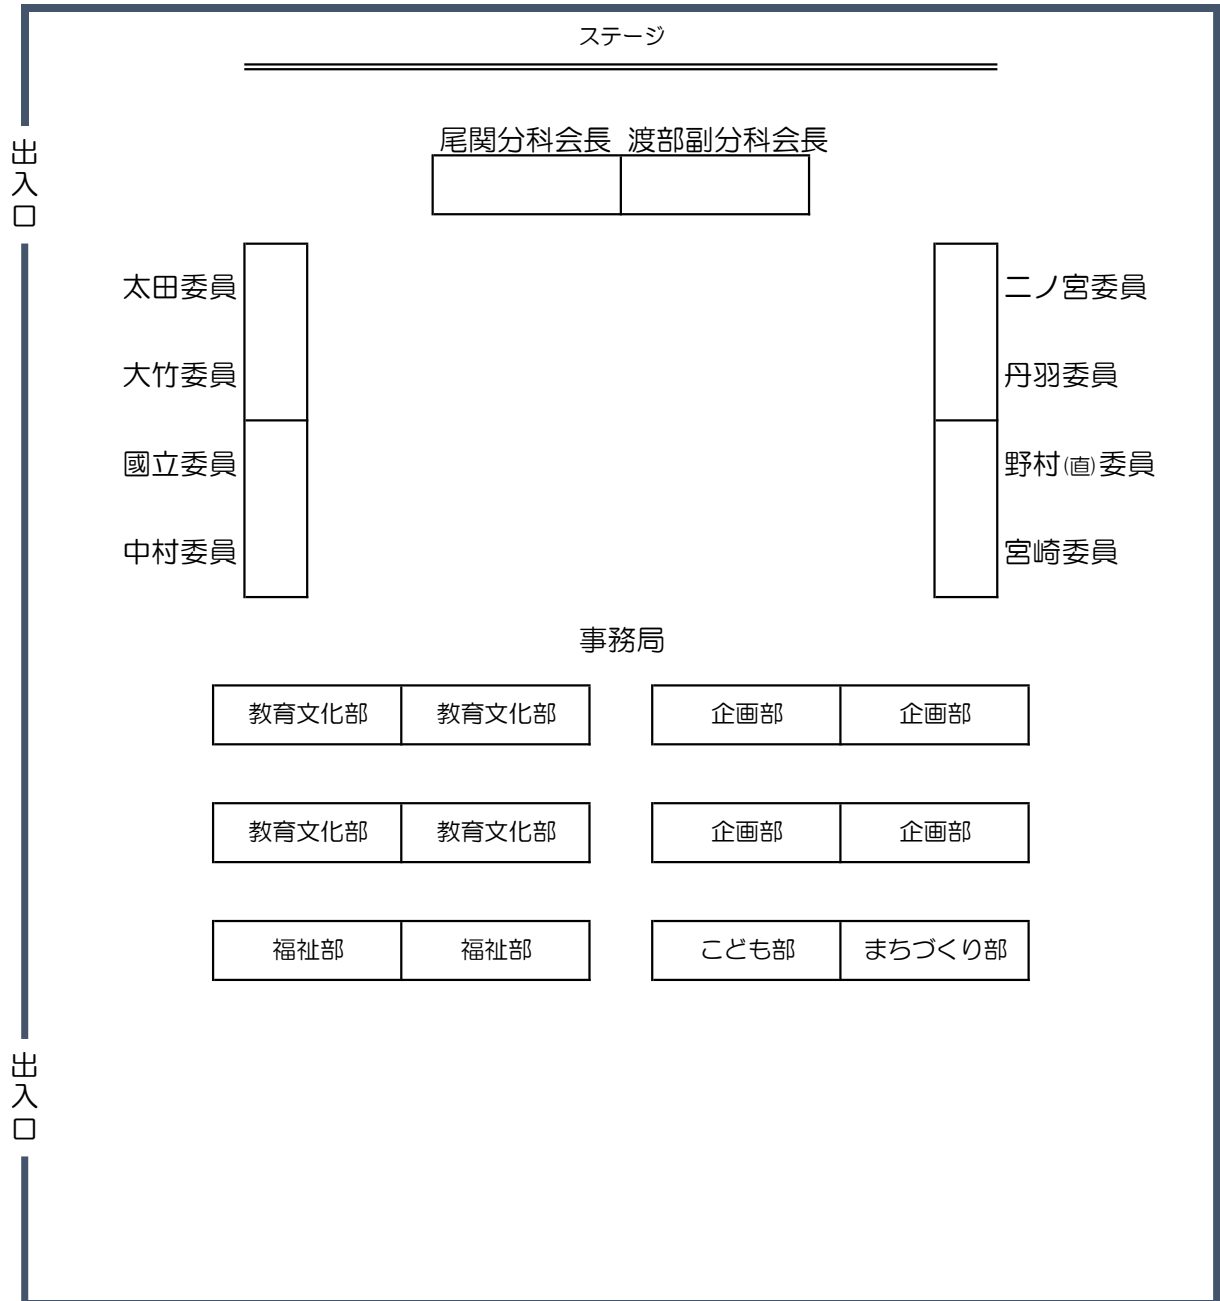 ステージ
尾関分科会長 渡部副分科会長
出入口
太田委員
大竹委員
國立委員
中村委員
二ノ宮委員
丹羽委員
野村(直)委員
宮崎委員
事務局
教育文化部 教育文化部 企画部 企画部
教育文化部 教育文化部 企画部 企画部
福祉部 福祉部 こども部 まちづくり部
出入口